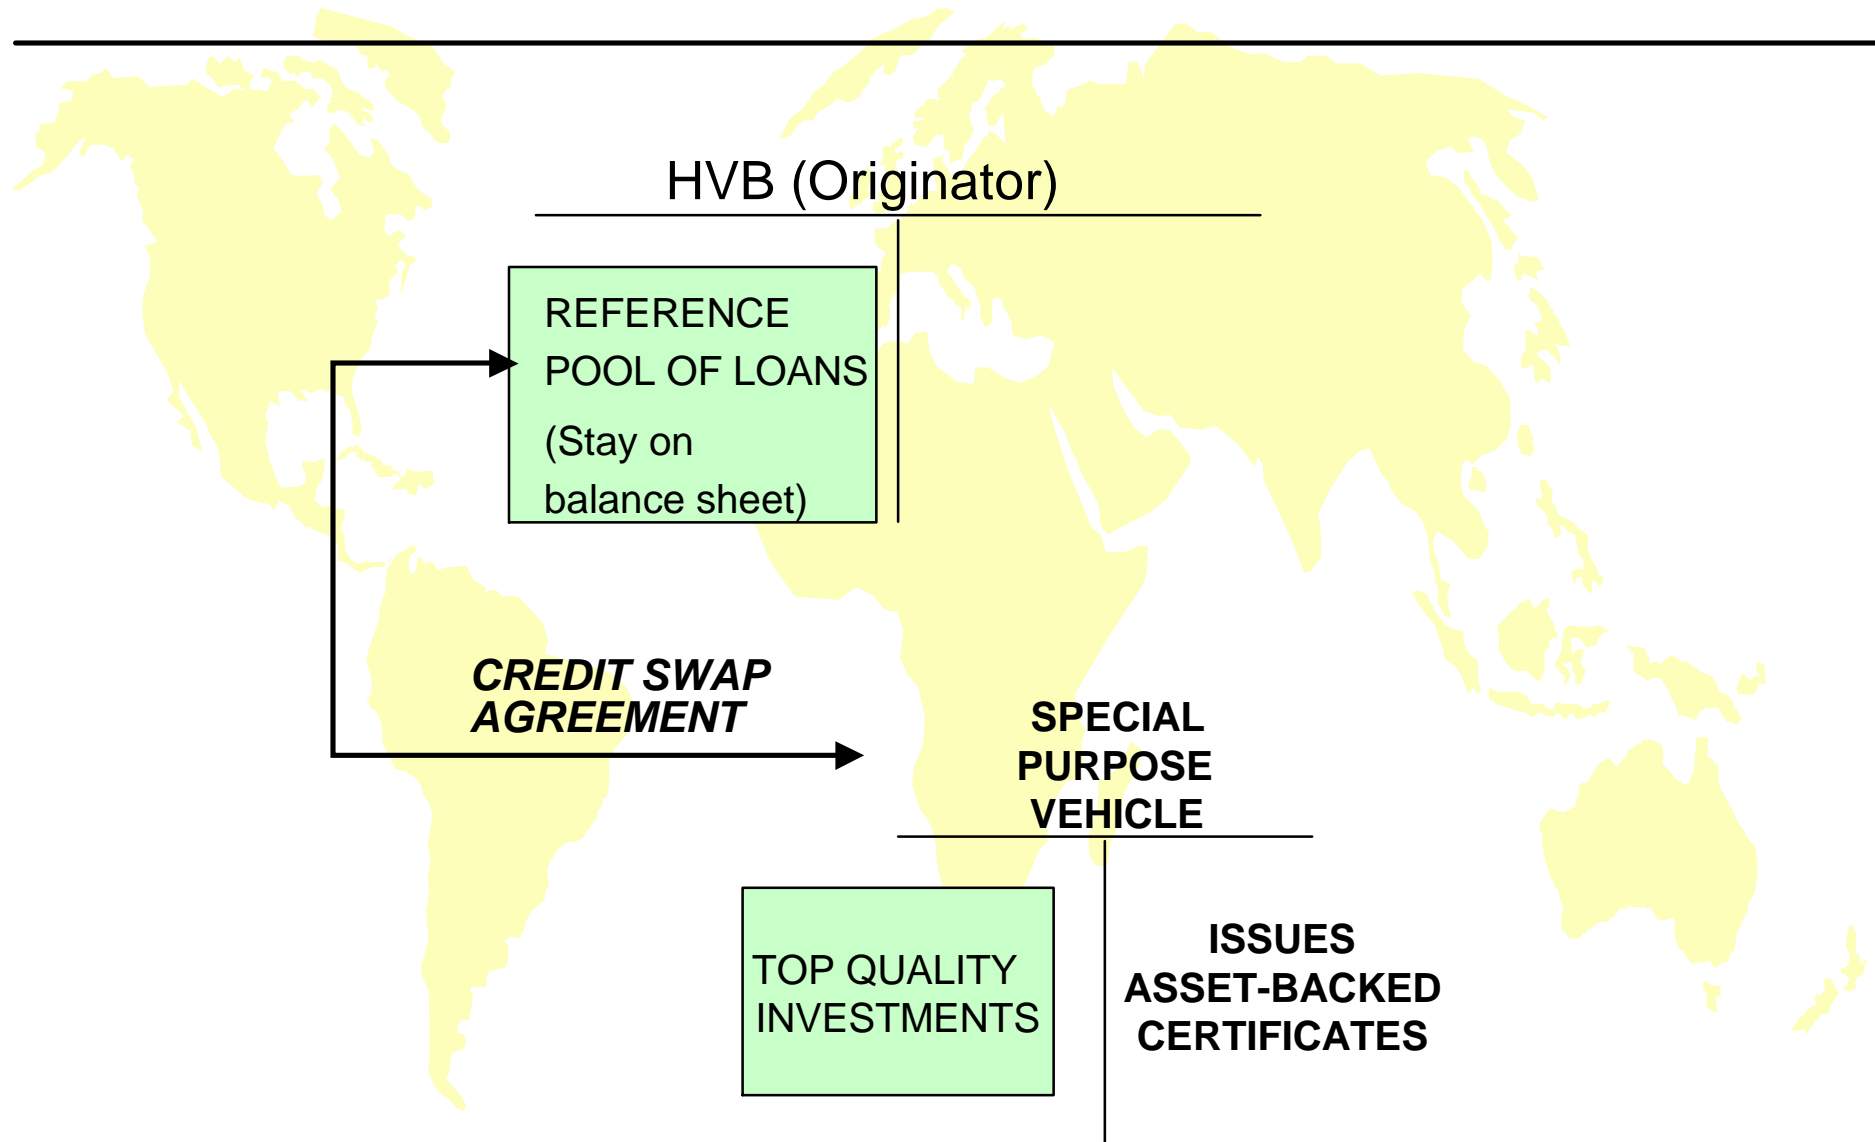 HVB (Originator)
REFERENCE
POOL OF LOANS
(Stay on
balance sheet)
CREDIT SWAP
AGREEMENT
SPECIAL
PURPOSE
VEHICLE
TOP QUALITY
INVESTMENTS
ISSUES
ASSET-BACKED
CERTIFICATES